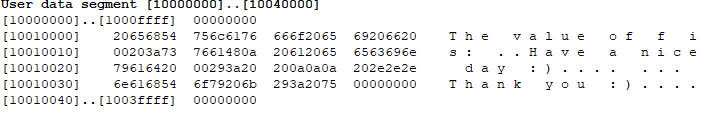 User data segment [10000000]..[10040000]
[10000000]..[1000ffff] 00000000
[10010000] 20656854 756c6176 666f2065 69206620 T h e v a l u e o f f i
[10010010] 00203a73 7661480a 20612065 6563696e s : . . H a v e a n i c e
[10010020] 79616420 00293a20 200a0a0a 202e2e2e d a y : ) . . . . . . .
[10010030] 6e616854 6f79206b 293a2075 00000000 T h a n k y o u : ) . . . .
[10010040]..[1003ffff] 00000000